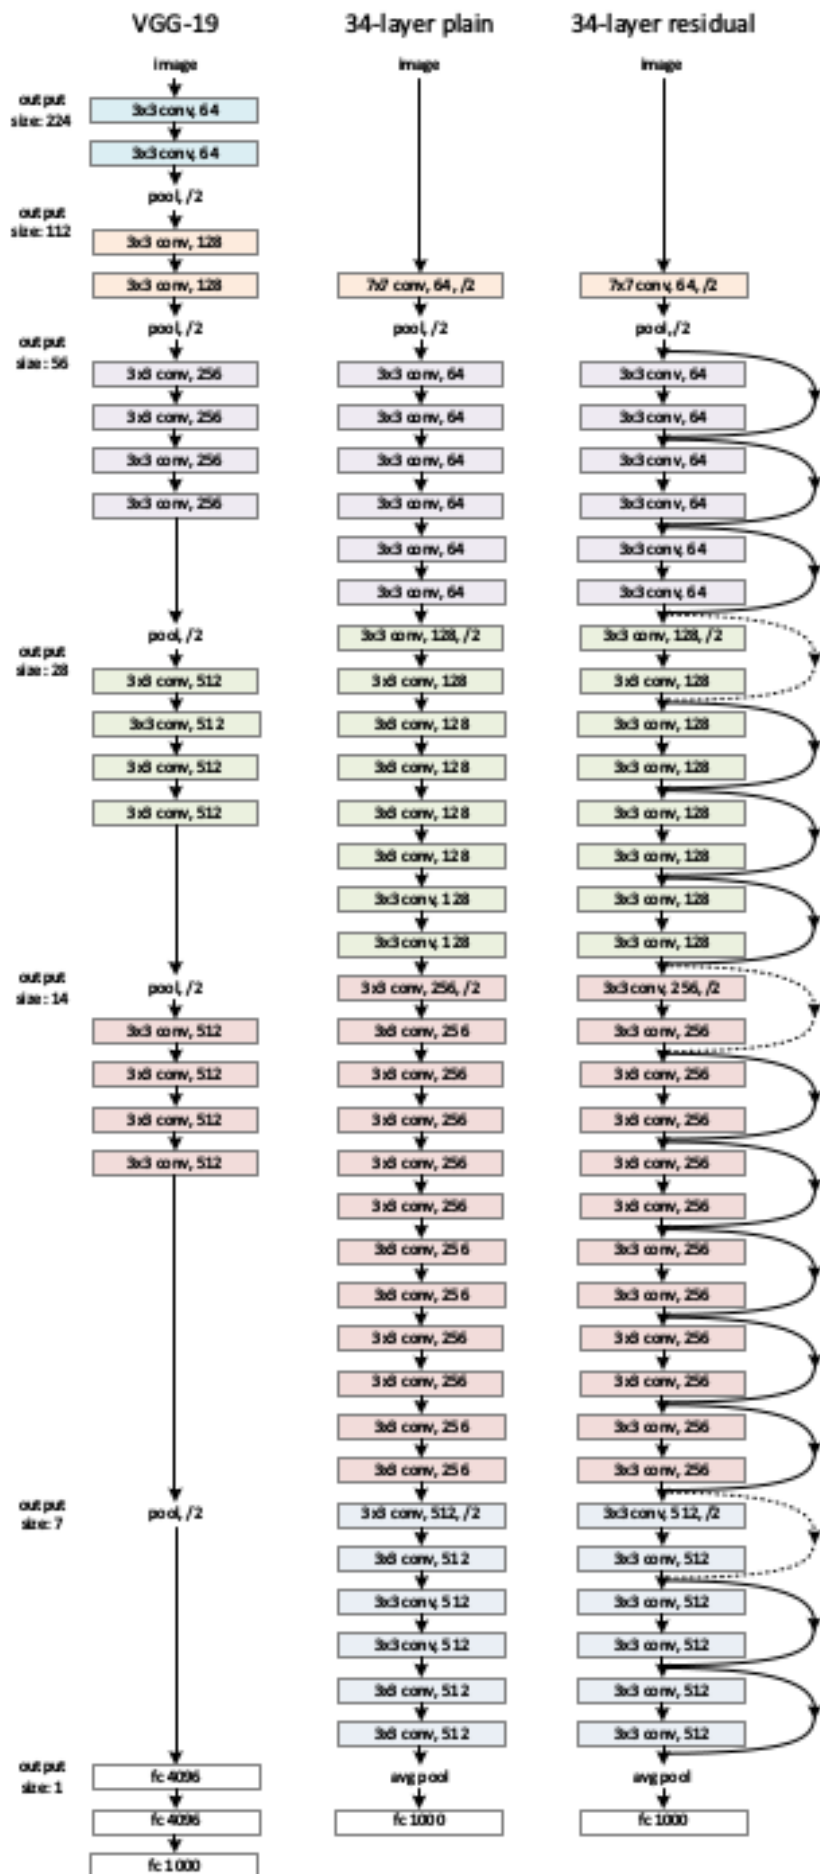 VGG-19
image
output
size: 224
3x3 conv, 64
3x3 conv, 64
pool, /2
output
size: 112
3x3 conv, 128
3x3 conv, 128
pool, /2
output
size: 56
3x3 conv, 256
3x3 conv, 256
3x3 conv, 256
3x3 conv, 256
pool, /2
output
size: 28
3x3 conv, 512
3x3 conv, 512
3x3 conv, 512
3x3 conv, 512
pool, /2
output
size: 14
3x3 conv, 512
3x3 conv, 512
3x3 conv, 512
3x3 conv, 512
output
size: 7
pool, /2
output
size: 1
fc 4096
fc 4096
fc 1000
34-layer plain
image
7x7 conv, 64, /2
pool, /2
3x3 conv, 64
3x3 conv, 64
3x3 conv, 64
3x3 conv, 64
3x3 conv, 64
3x3 conv, 64
3x3 conv, 128, /2
3x3 conv, 128
3x3 conv, 128
3x3 conv, 128
3x3 conv, 128
3x3 conv, 128
3x3 conv, 128
3x3 conv, 128
3x3 conv, 256, /2
3x3 conv, 256
3x3 conv, 256
3x3 conv, 256
3x3 conv, 256
3x3 conv, 256
3x3 conv, 256
3x3 conv, 256
3x3 conv, 256
3x3 conv, 256
3x3 conv, 256
3x3 conv, 256
3x3 conv, 512, /2
3x3 conv, 512
3x3 conv, 512
3x3 conv, 512
3x3 conv, 512
3x3 conv, 512
avg pool
fc 1000
34-layer residual
image
7x7 conv, 64, /2
pool, /2
3x3 conv, 64
3x3 conv, 64
3x3 conv, 64
3x3 conv, 64
3x3 conv, 64
3x3 conv, 64
3x3 conv, 128, /2
3x3 conv, 128
3x3 conv, 128
3x3 conv, 128
3x3 conv, 128
3x3 conv, 128
3x3 conv, 128
3x3 conv, 128
3x3 conv, 256, /2
3x3 conv, 256
3x3 conv, 256
3x3 conv, 256
3x3 conv, 256
3x3 conv, 256
3x3 conv, 256
3x3 conv, 256
3x3 conv, 256
3x3 conv, 256
3x3 conv, 256
3x3 conv, 256
3x3 conv, 512, /2
3x3 conv, 512
3x3 conv, 512
3x3 conv, 512
3x3 conv, 512
3x3 conv, 512
avg pool
fc 1000